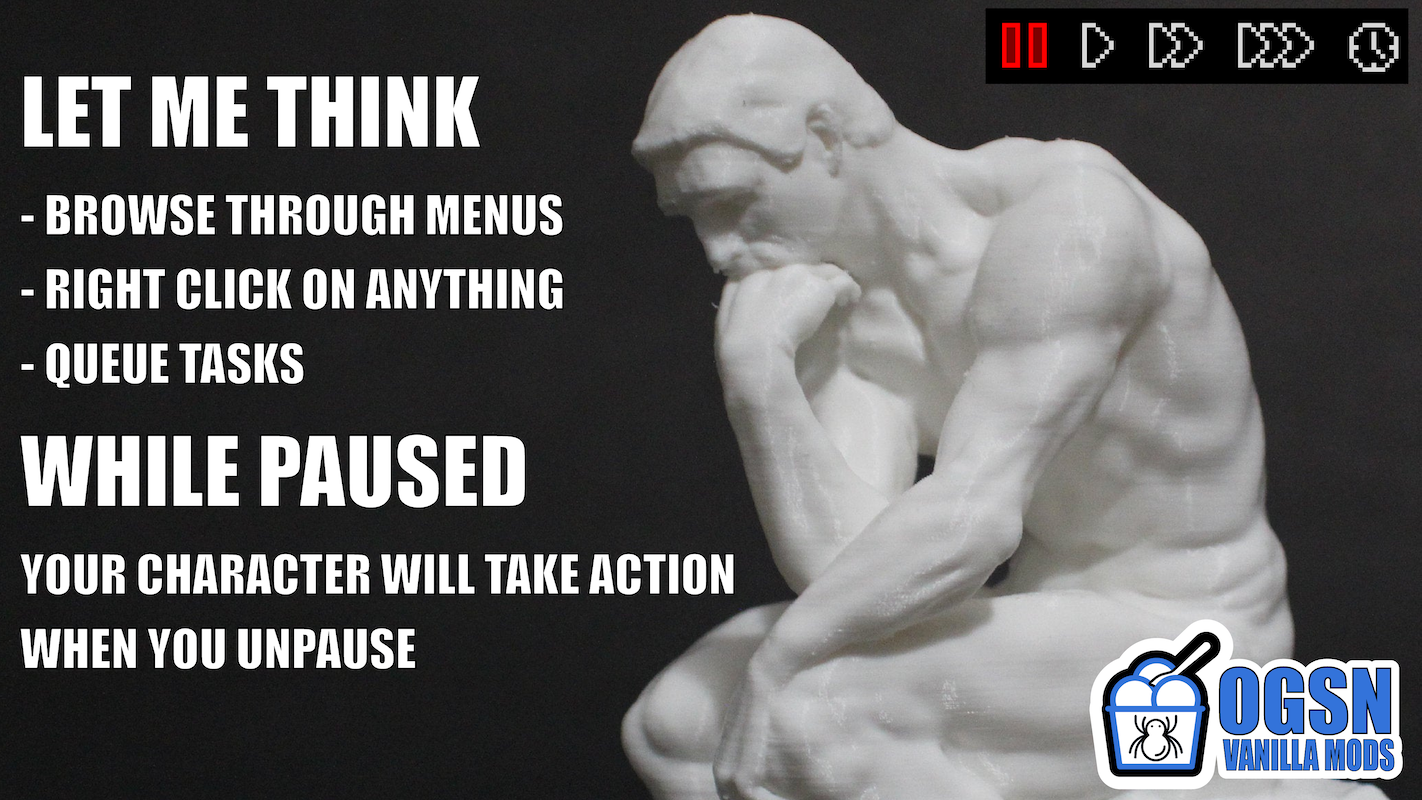 LET ME THINK
- BROWSE THROUGH MENUS
- RIGHT CLICK ON ANYTHING
- QUEUE TASKS
WHILE PAUSED
YOUR CHARACTER WILL TAKE ACTION
WHEN YOU UNPAUSE
OGSN
VANILLA MODS